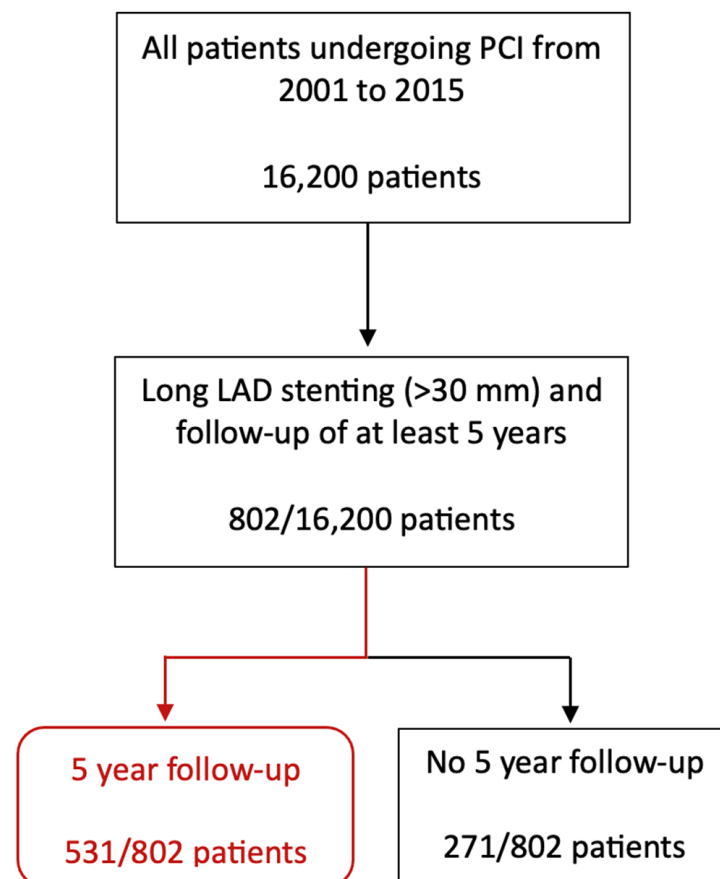 All patients undergoing PCI from
2001 to 2015
16,200 patients
Long LAD stenting (>30 mm) and
follow-up of at least 5 years
802/16,200 patients
5 year follow-up
531/802 patients
No 5 year follow-up
271/802 patients